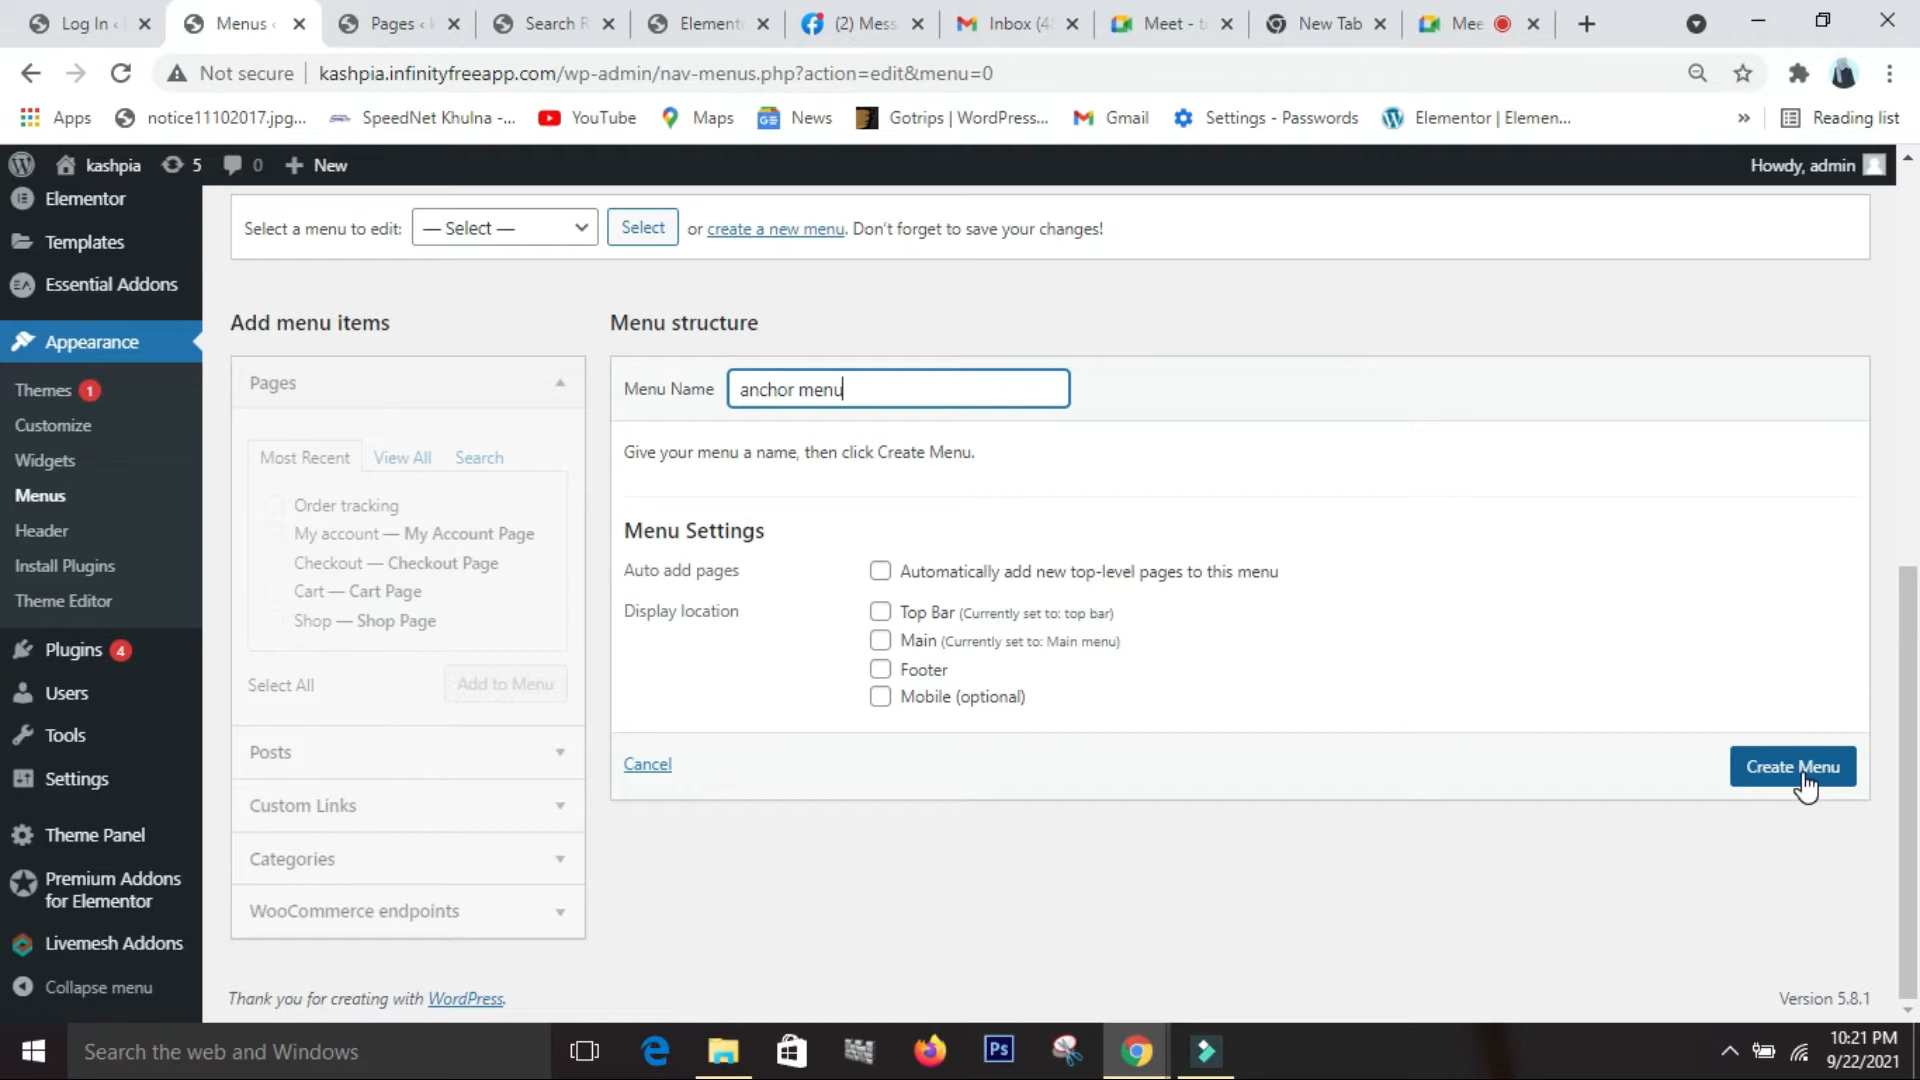 Log In ‹
Menus ‹
Pages ‹
Search R
Element
(2) Mess
Inbox (4
Meet - t
New Tab
Mee
Not secure
kashpia.infinityfreeapp.com/wp-admin/nav-menus.php?action=edit&menu=0
Apps
notice11102017.jpg...
SpeedNet Khulna -...
YouTube
Maps
News
Gotrips | WordPress...
Gmail
Settings - Passwords
Elementor | Elemen...
»
Reading list
kashpia
5
0
New
Howdy, admin
Elementor
Templates
Essential Addons
Appearance
Themes 1
Customize
Widgets
Menus
Header
Install Plugins
Theme Editor
Plugins 4
Users
Tools
Settings
Theme Panel
Premium Addons
for Elementor
Livemesh Addons
Collapse menu
Select a menu to edit: — Select — Select or create a new menu. Don't forget to save your changes!
Add menu items
Pages
Most Recent View All Search
Order tracking
My account — My Account Page
Checkout — Checkout Page
Cart — Cart Page
Shop — Shop Page
Select All Add to Menu
Posts
Custom Links
Categories
WooCommerce endpoints
Menu structure
Menu Name anchor menu
Give your menu a name, then click Create Menu.
Menu Settings
Auto add pages Automatically add new top-level pages to this menu
Display location Top Bar (Currently set to: top bar)
Main (Currently set to: Main menu)
Footer
Mobile (optional)
Cancel Create Menu
Thank you for creating with WordPress. Version 5.8.1
Search the web and Windows
Ps
10:21 PM
9/22/2021